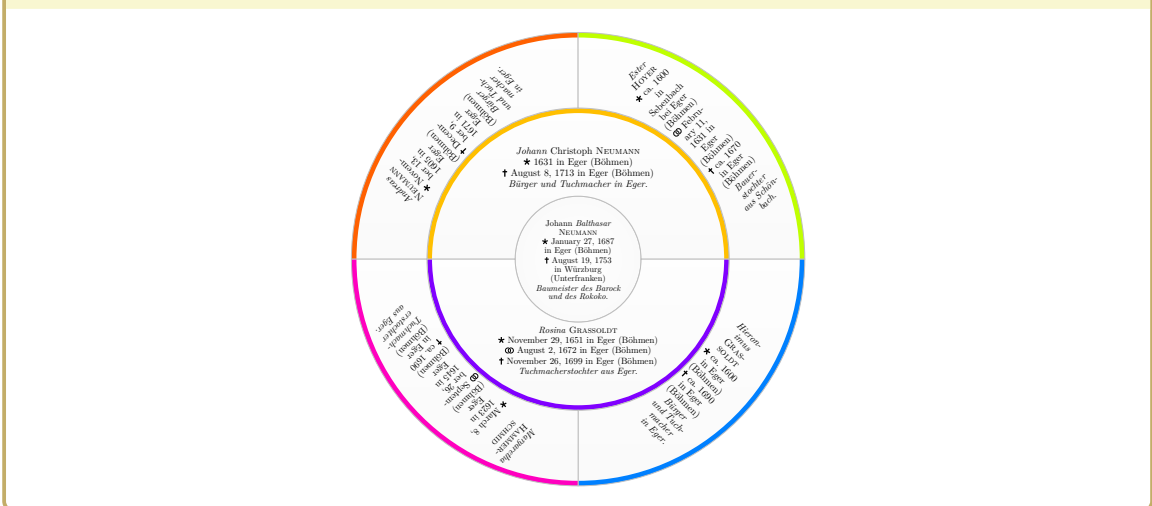 Johann Balthasar
NEUMANN
★ January 27, 1687
in Eger (Böhmen)
✝ August 19, 1753
in Würzburg
(Unterfranken)
Baumeister des Barock
und des Rokoko.
Johann Christoph NEUMANN
★ 1631 in Eger (Böhmen)
✝ August 8, 1713 in Eger (Böhmen)
Bürger und Tuchmacher in Eger.
Rosina GRASSOLDT
★ November 29, 1651 in Eger (Böhmen)
⚭ August 2, 1672 in Eger (Böhmen)
✝ November 26, 1699 in Eger (Böhmen)
Tuchmacherstochter aus Eger.
Andreas
NEUMANN
★ Novem-
ber 13,
1605 in
Eger
(Böhmen)
✝ Decem-
ber 9,
1671 in
Eger
(Böhmen)
Bürger
und Tuch-
macher
in Eger.
Ester
HOYER
★ ca. 1600
in
Sebenbach
bei Eger
(Böhmen)
⚭ Febru-
ary 11,
1631 in
Eger
(Böhmen)
✝ ca. 1670
in Eger
(Böhmen)
Bauer-
stochter
aus Schön-
bach.
Hieron-
imus
GRAS-
SOLDT
★ ca. 1600
in Eger
(Böhmen)
✝ ca. 1690
in Eger
(Böhmen)
Bürger
und Tuch-
macher
in Eger.
Margaretha
HAMMER-
SCHMID
★ March 8,
1623 in
Eger
(Böhmen)
⚭ Septem-
ber 26,
1645 in
Eger
(Böhmen)
✝ ca. 1690
in Eger
(Böhmen)
Tuchmach-
erstochter
aus Eger.